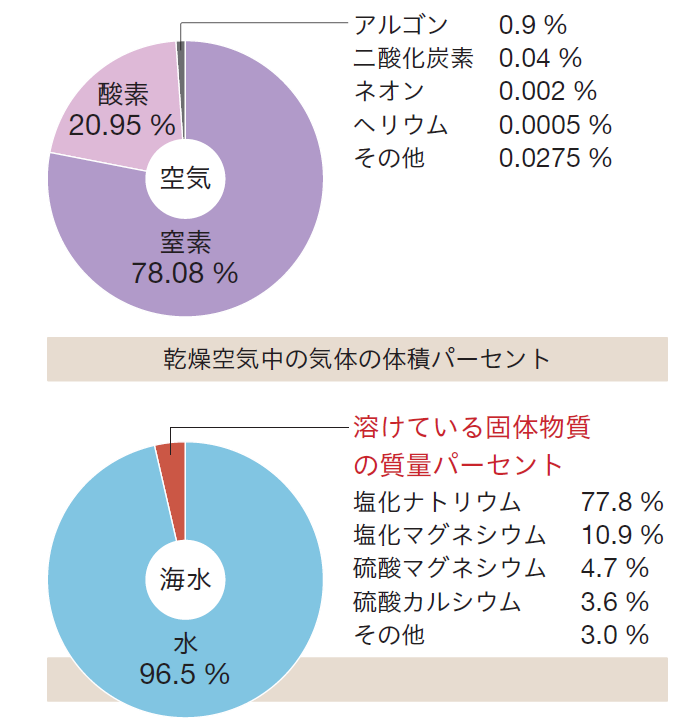 アルゴン 0.9 %
二酸化炭素 0.04 %
ネオン 0.002 %
ヘリウム 0.0005 %
その他 0.0275 %
酸素
20.95 %
空気
窒素
78.08 %
乾燥空気中の気体の体積パーセント
溶けている固体物質
の質量パーセント
塩化ナトリウム 77.8 %
塩化マグネシウム 10.9 %
硫酸マグネシウム 4.7 %
硫酸カルシウム 3.6 %
その他 3.0 %
海水
水
96.5 %